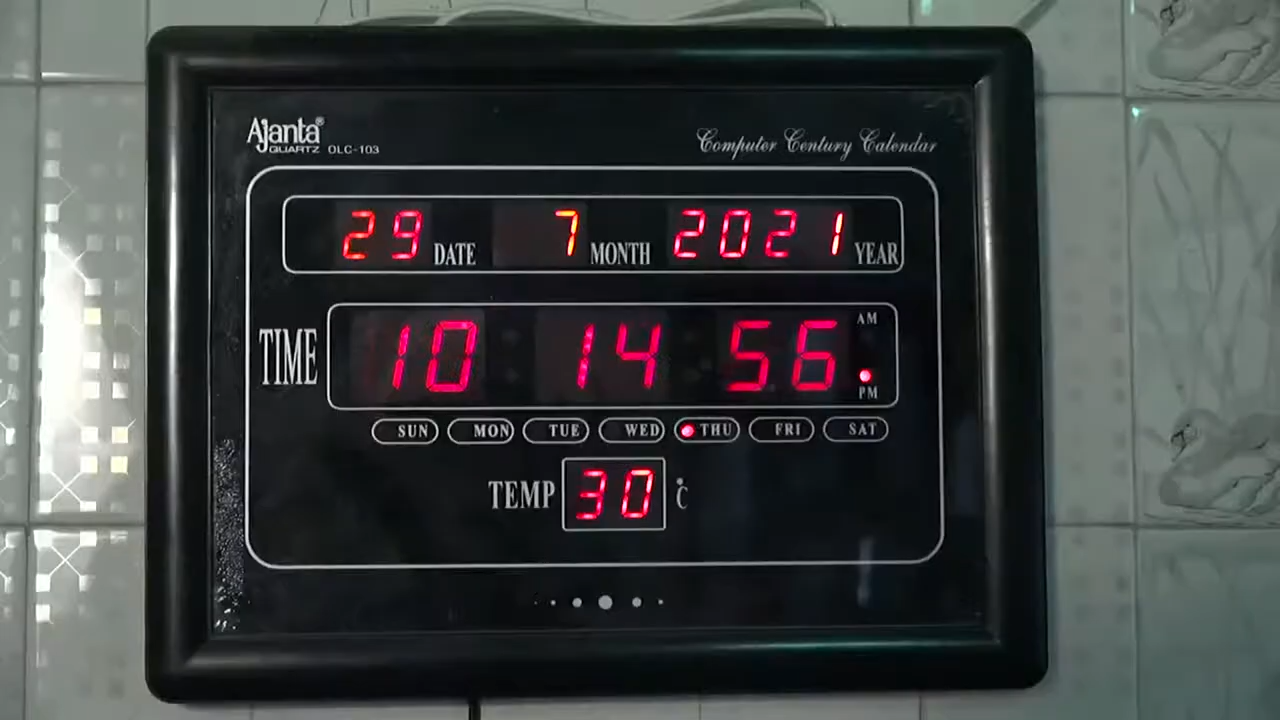 Ajanta®
QUARTZ OLC-103
Computer Century Calendar
29 DATE 7 MONTH 2021 YEAR
TIME 10 14 56 AM
PM
SUN MON TUE WED THU FRI SAT
TEMP 30 °C